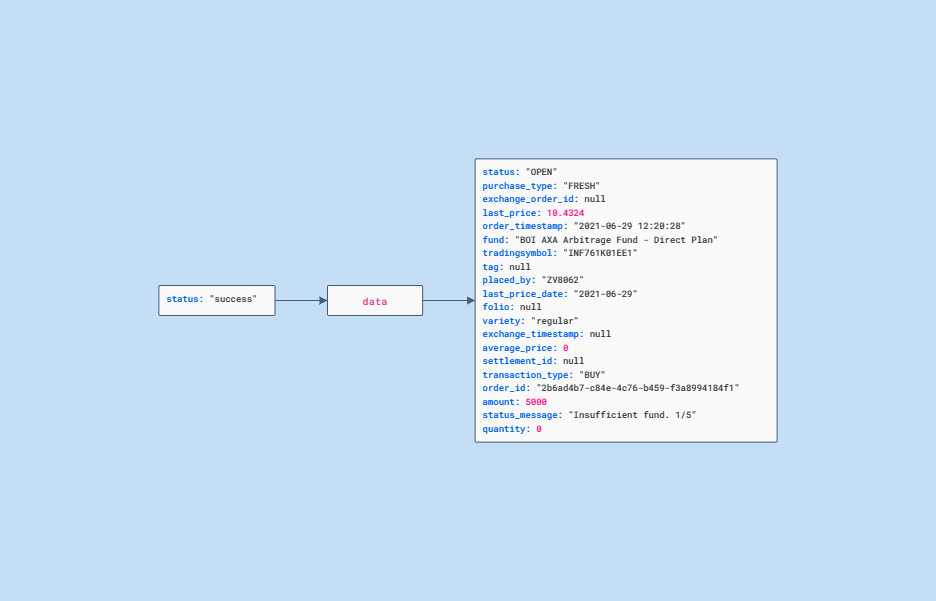 status: "success"
data
status: "OPEN"
purchase_type: "FRESH"
exchange_order_id: null
last_price: 10.4324
order_timestamp: "2021-06-29 12:20:28"
fund: "BOI AXA Arbitrage Fund - Direct Plan"
tradingsymbol: "INF761K01EE1"
tag: null
placed_by: "ZV8062"
last_price_date: "2021-06-29"
folio: null
variety: "regular"
exchange_timestamp: null
average_price: 0
settlement_id: null
transaction_type: "BUY"
order_id: "2b6ad4b7-c84e-4c76-b459-f3a8994184f1"
amount: 5000
status_message: "Insufficient fund. 1/5"
quantity: 0